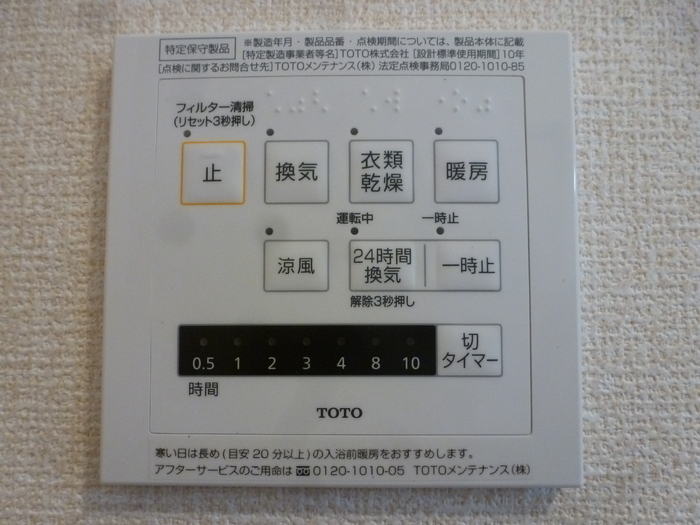 特定保守製品
※製造年月・製品品番・点検期間については、製品本体に記載
[特定製造事業者等名]TOTO株式会社 [設計標準使用期間]10年
[点検に関するお問合せ先]TOTOメンテナンス(株) 法定点検事務局0120-1010-85
フィルター清掃
(リセット3秒押し)
止 換気 衣類乾燥 暖房
運転中 一時止
涼風 24時間換気 一時止
解除3秒押し
0.5 1 2 3 4 8 10 切タイマー
時間
TOTO
寒い日は長め(目安20分以上)の入浴前暖房をおすすめします。
アフターサービスのご用命は 0120-1010-05 TOTOメンテナンス(株)